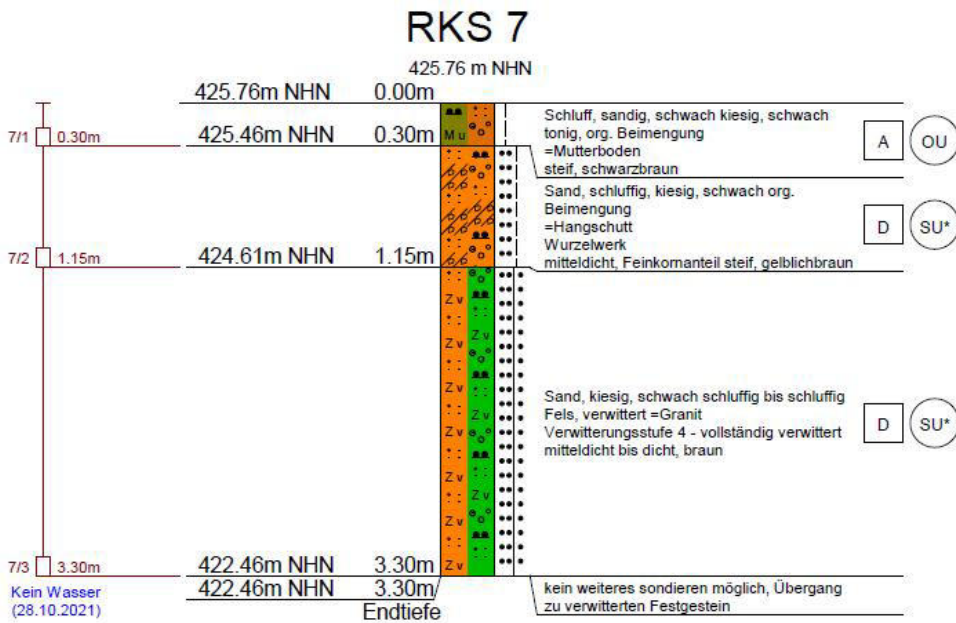 RKS 7
425.76 m NHN
425.76m NHN 0.00m
7/1 0.30m
425.46m NHN 0.30m
Mu
Schluff, sandig, schwach kiesig, schwach
tonig, org. Beimengung
=Mutterboden
steif, schwarzbraun
A OU
Sand, schluffig, kiesig, schwach org.
Beimengung
=Hangschutt
Wurzelwerk
mitteldicht, Feinkornanteil steif, gelblichbraun
D SU*
7/2 1.15m
424.61m NHN 1.15m
Zv
Zv
Zv
Zv
Zv
Zv
Zv
Zv
Zv
Zv
Sand, kiesig, schwach schluffig bis schluffig
Fels, verwittert =Granit
Verwitterungsstufe 4 - vollständig verwittert
mitteldicht bis dicht, braun
D SU*
7/3 3.30m
422.46m NHN 3.30m
Kein Wasser
(28.10.2021)
422.46m NHN 3.30m
Endtiefe
kein weiteres sondieren möglich, Übergang
zu verwitterten Festgestein